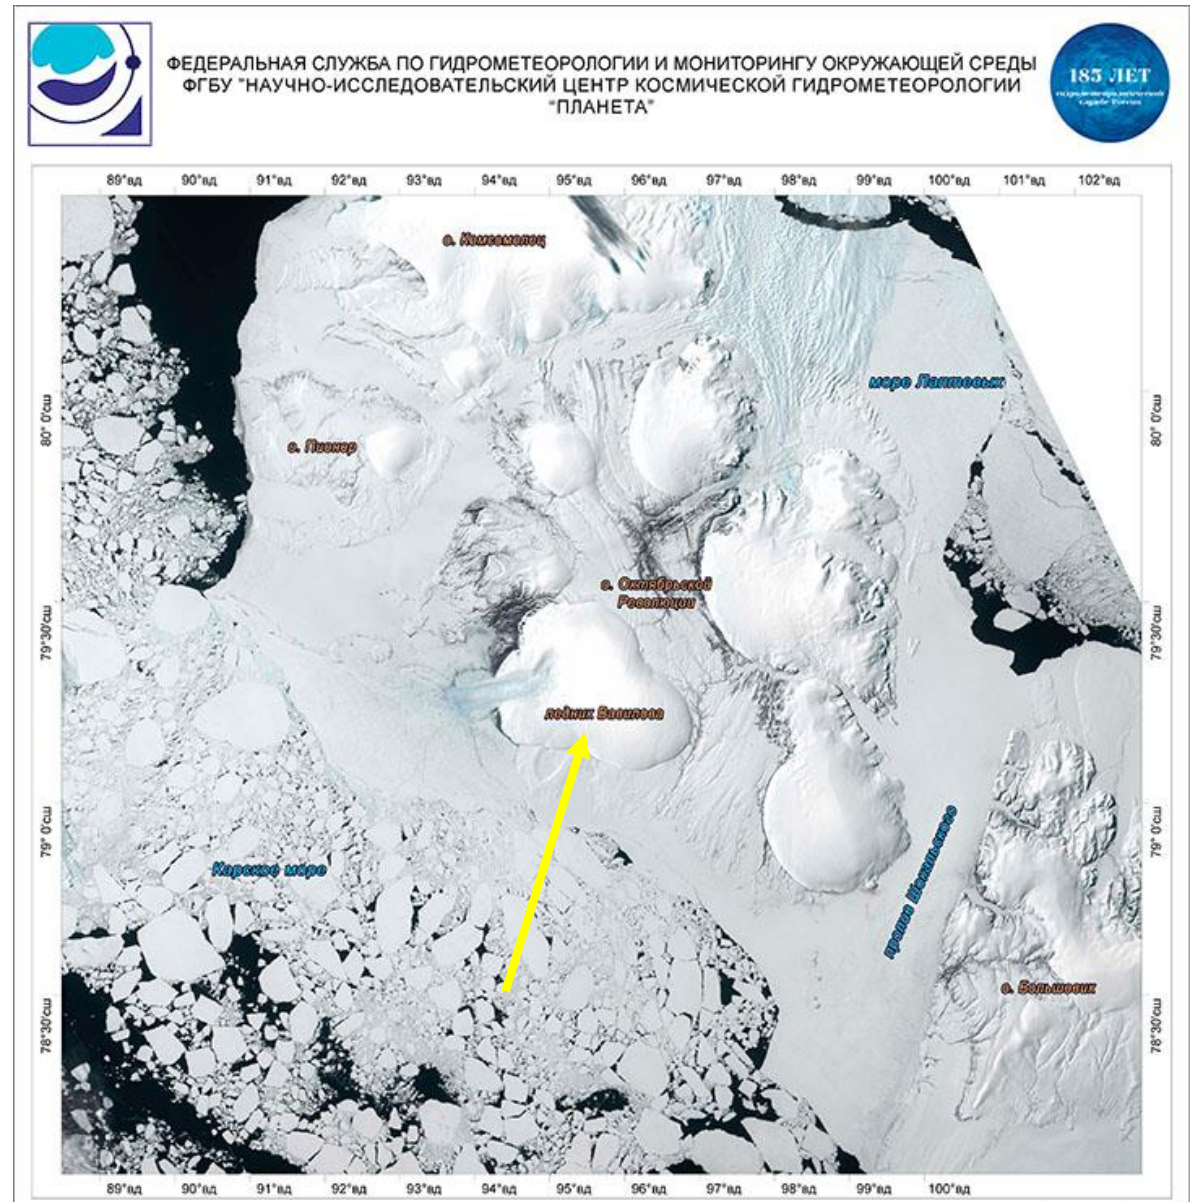 ФЕДЕРАЛЬНАЯ СЛУЖБА ПО ГИДРОМЕТЕОРОЛОГИИ И МОНИТОРИНГУ ОКРУЖАЮЩЕЙ СРЕДЫ
ФГБУ "НАУЧНО-ИССЛЕДОВАТЕЛЬСКИЙ ЦЕНТР КОСМИЧЕСКОЙ ГИДРОМЕТЕОРОЛОГИИ
"ПЛАНЕТА"
185 ЛЕТ
гидрометеорологической
службе России
89°вд 90°вд 91°вд 92°вд 93°вд 94°вд 95°вд 96°вд 97°вд 98°вд 99°вд 100°вд 101°вд 102°вд
о. Комсомолец
море Лаптевых
80° 0'сш
80° 0'сш
о. Пионер
о. Октябрьской
Революции
79°30'сш
79°30'сш
ледник Вавилова
79° 0'сш
79° 0'сш
Карское море
пролив Шокальского
о. Большевик
78°30'сш
78°30'сш
89°вд 90°вд 91°вд 92°вд 93°вд 94°вд 95°вд 96°вд 97°вд 98°вд 99°вд 100°вд